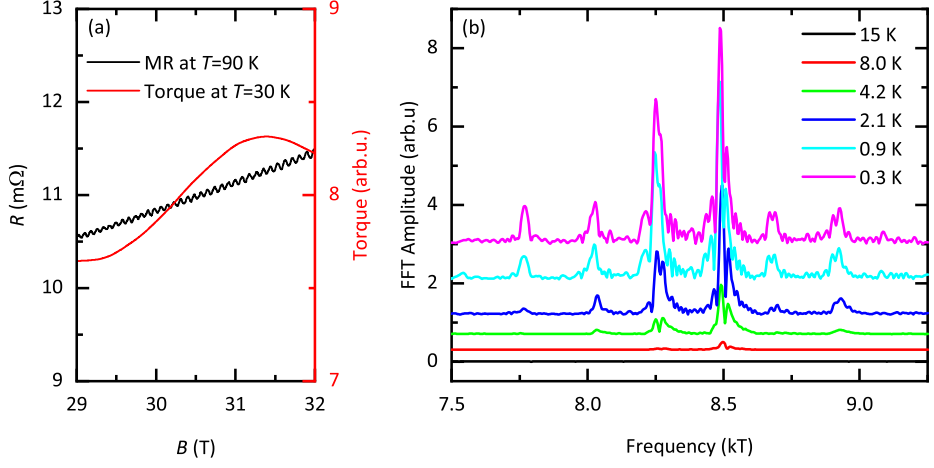 (a)
MR at T=90 K
Torque at T=30 K
13
12
11
10
9
R (mΩ)
29
30
31
32
B (T)
9
8
7
Torque (arb.u.)
(b)
15 K
8.0 K
4.2 K
2.1 K
0.9 K
0.3 K
8
6
4
2
0
FFT Amplitude (arb.u)
7.5
8.0
8.5
9.0
Frequency (kT)